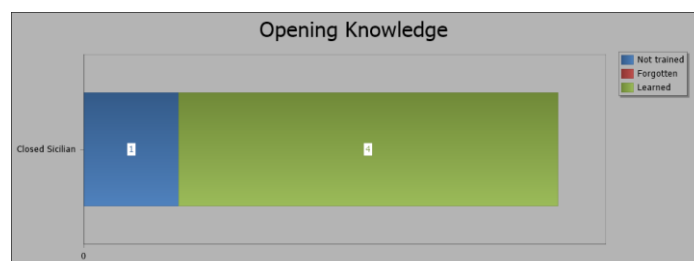 Opening Knowledge
Not trained
Forgotten
Learned
Closed Sicilian
1
4
0